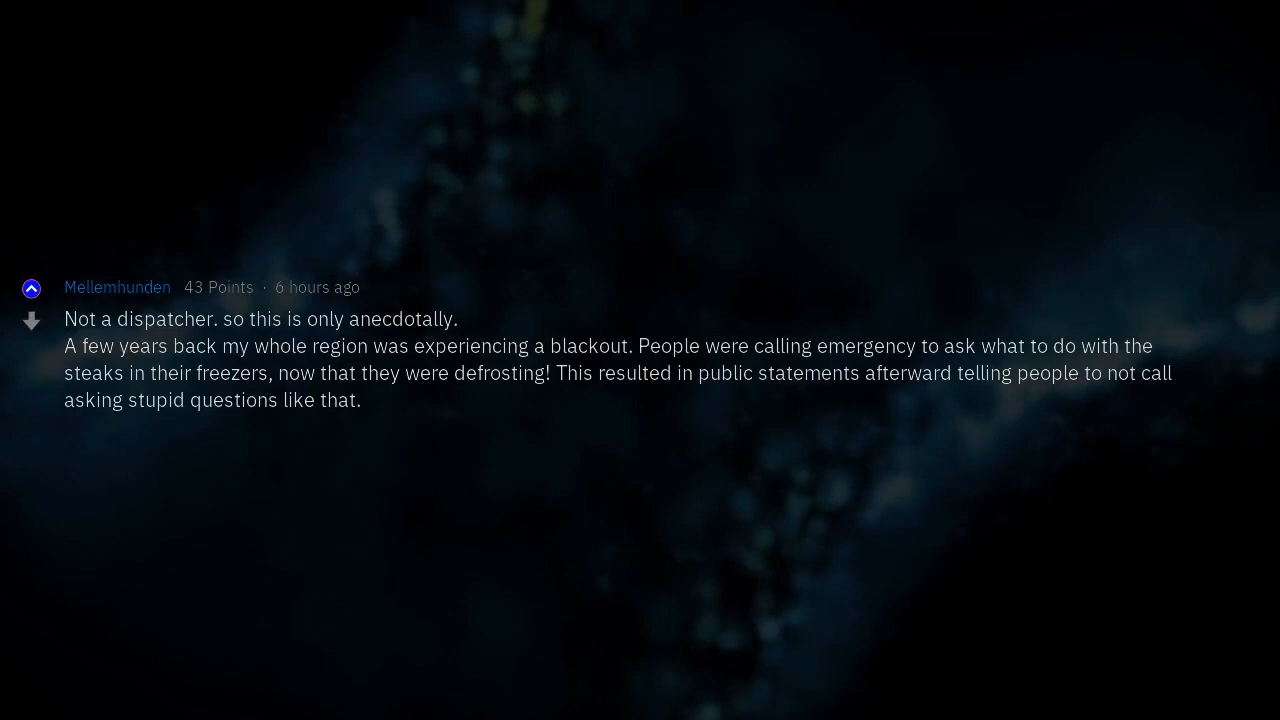 Mellemhunden 43 Points · 6 hours ago
Not a dispatcher. so this is only anecdotally.
A few years back my whole region was experiencing a blackout. People were calling emergency to ask what to do with the
steaks in their freezers, now that they were defrosting! This resulted in public statements afterward telling people to not call
asking stupid questions like that.